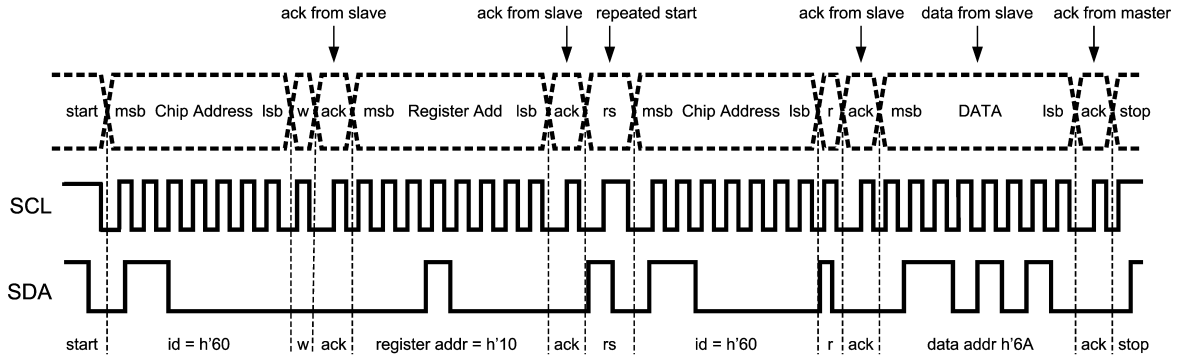 ack from slave ack from slave repeated start ack from slave data from slave ack from master
start msb Chip Address lsb w ack msb Register Add lsb ack rs msb Chip Address lsb r ack msb DATA lsb ack stop
SCL
SDA
start id = h'60 w ack register addr = h'10 ack rs id = h'60 r ack data addr h'6A ack stop